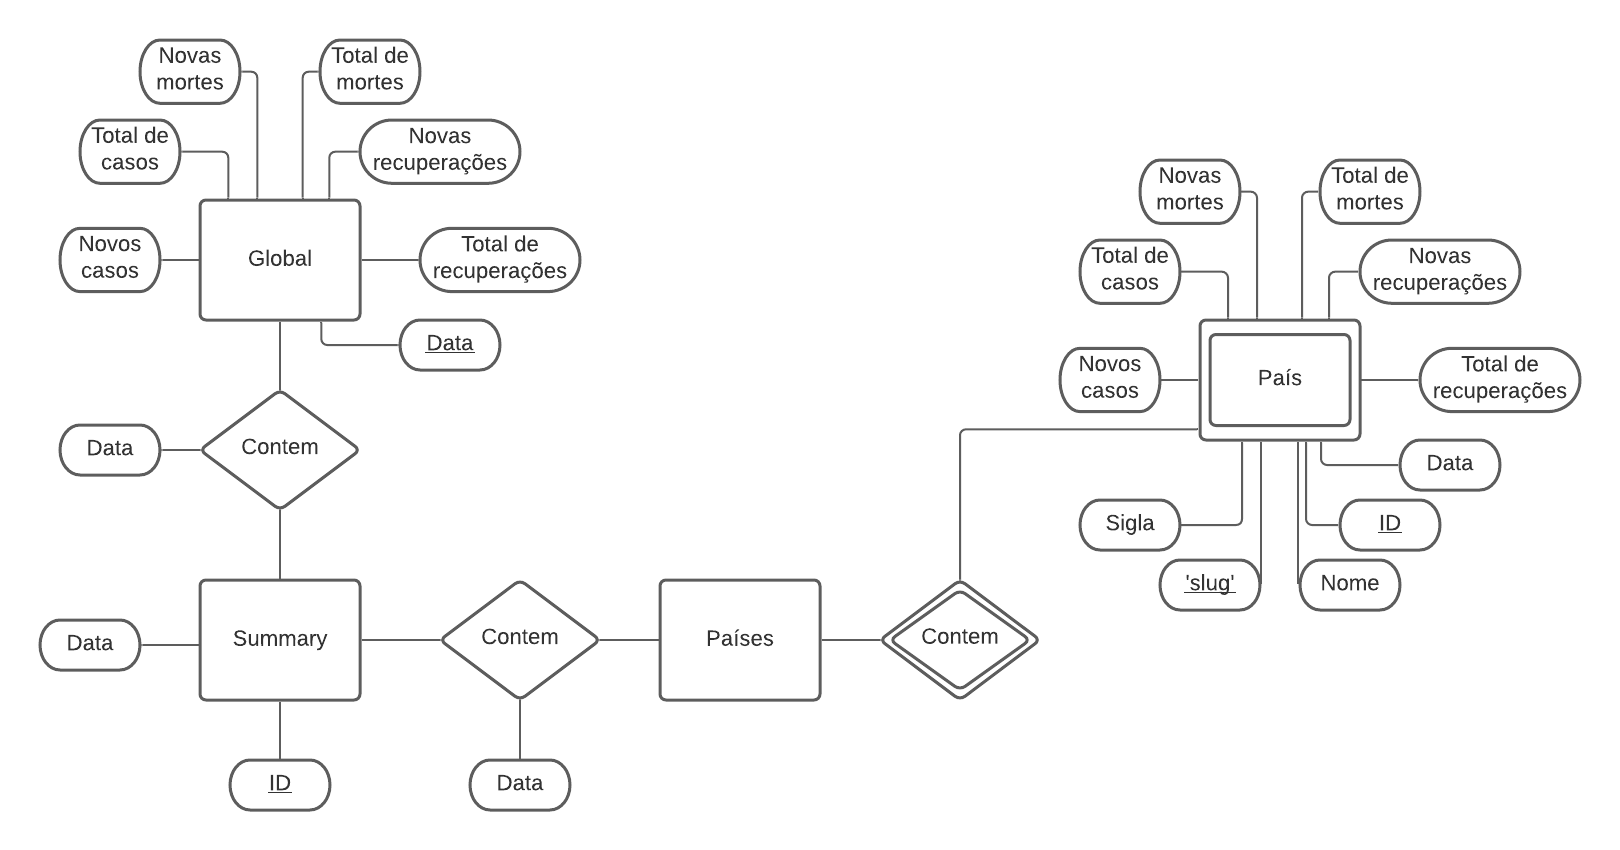 Novas
mortes
Total de
mortes
Total de
casos
Novas
recuperações
Novos
casos
Global
Total de
recuperações
Data
Data
Contem
Data
Summary
Contem
Países
Contem
ID
Data
Novas
mortes
Total de
mortes
Total de
casos
Novas
recuperações
Novos
casos
País
Total de
recuperações
Data
Sigla
ID
'slug'
Nome